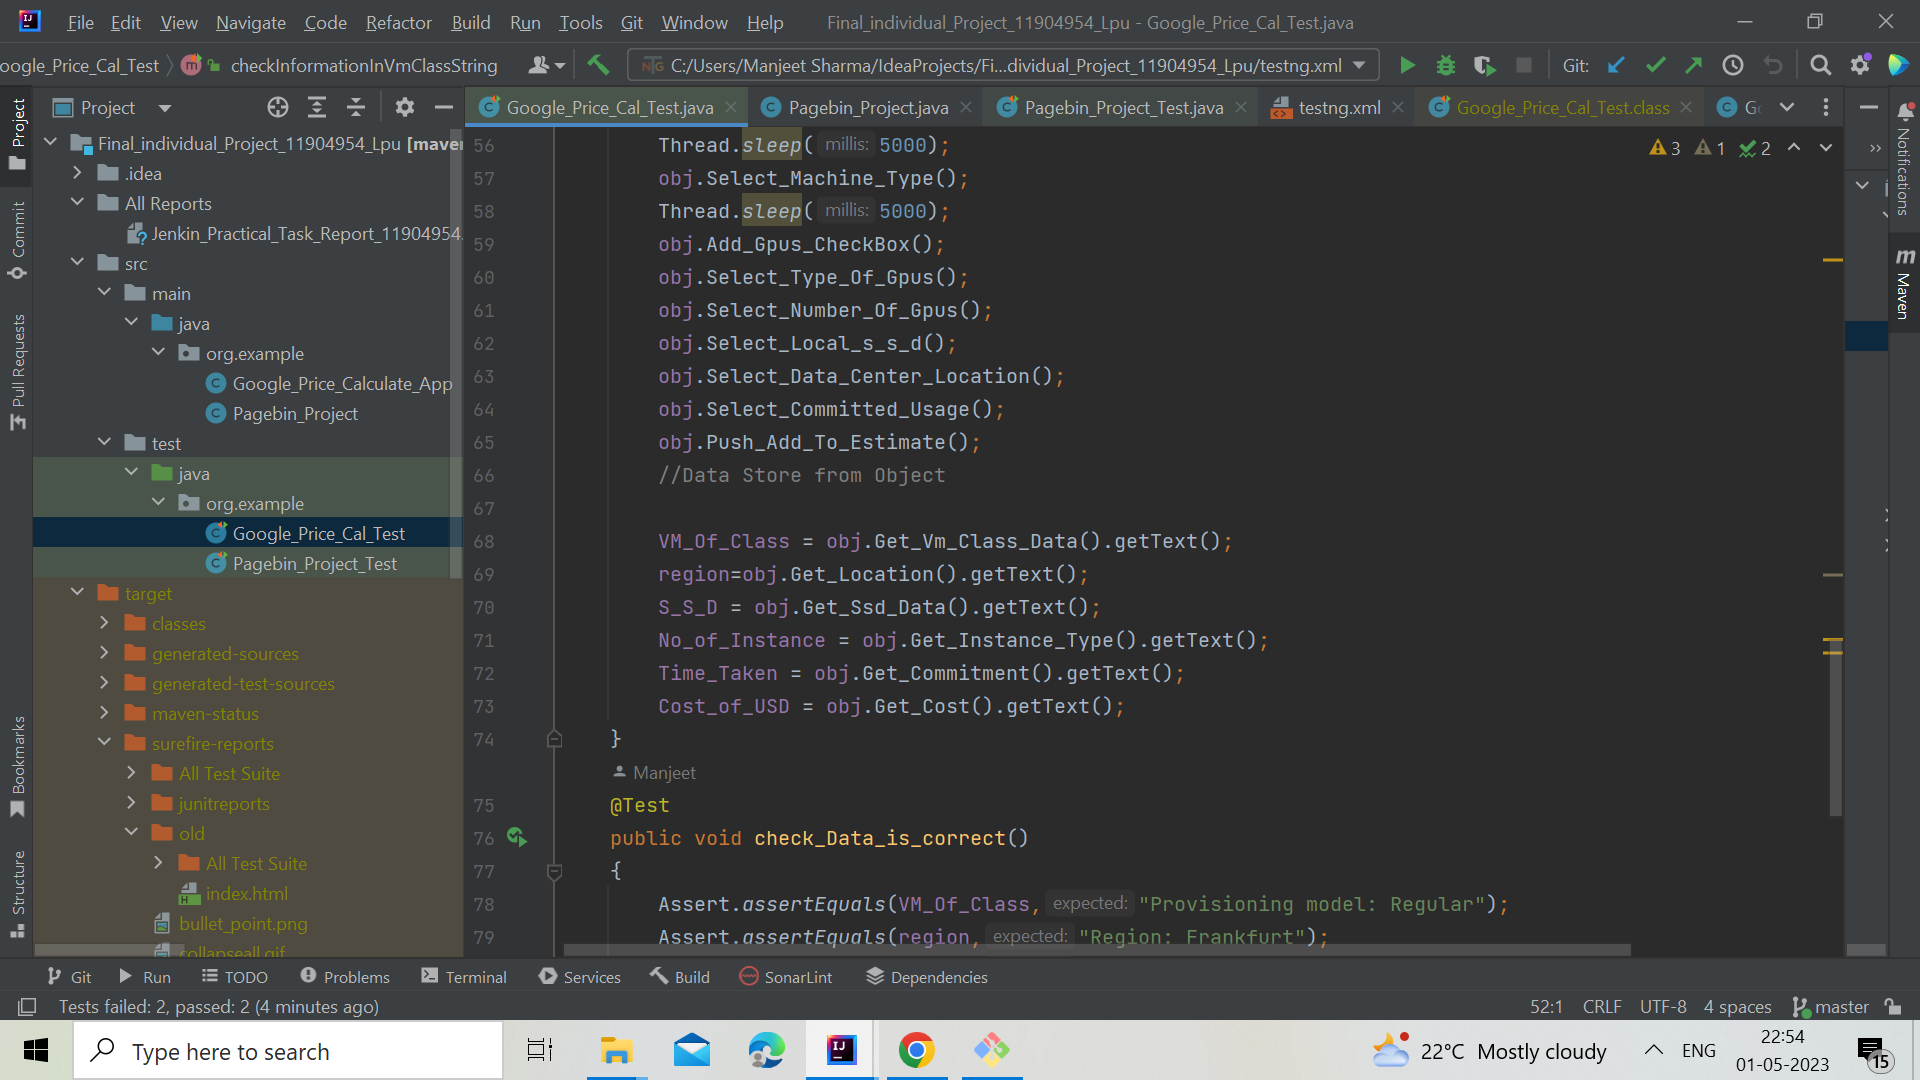 File Edit View Navigate Code Refactor Build Run Tools Git Window Help Final_individual_Project_11904954_Lpu - Google_Price_Cal_Test.java
oogle_Price_Cal_Test checkInformationInVmClassString C:/Users/Manjeet Sharma/IdeaProjects/Fi...dividual_Project_11904954_Lpu/testng.xml Git:
Project Google_Price_Cal_Test.java Pagebin_Project.java Pagebin_Project_Test.java testng.xml Google_Price_Cal_Test.class
Project
Commit
Pull Requests
Bookmarks
Structure
Final_individual_Project_11904954_Lpu [maven
.idea
All Reports
Jenkin_Practical_Task_Report_11904954.
src
main
java
org.example
Google_Price_Calculate_App
Pagebin_Project
test
java
org.example
Google_Price_Cal_Test
Pagebin_Project_Test
target
classes
generated-sources
generated-test-sources
maven-status
surefire-reports
All Test Suite
junitreports
old
All Test Suite
index.html
bullet_point.png
collapseall.gif
3 1 2
56 Thread.sleep( millis: 5000);
57 obj.Select_Machine_Type();
58 Thread.sleep( millis: 5000);
59 obj.Add_Gpus_CheckBox();
60 obj.Select_Type_Of_Gpus();
61 obj.Select_Number_Of_Gpus();
62 obj.Select_Local_s_s_d();
63 obj.Select_Data_Center_Location();
64 obj.Select_Committed_Usage();
65 obj.Push_Add_To_Estimate();
66 //Data Store from Object
67
68 VM_Of_Class = obj.Get_Vm_Class_Data().getText();
69 region=obj.Get_Location().getText();
70 S_S_D = obj.Get_Ssd_Data().getText();
71 No_of_Instance = obj.Get_Instance_Type().getText();
72 Time_Taken = obj.Get_Commitment().getText();
73 Cost_of_USD = obj.Get_Cost().getText();
74 }
Manjeet
75 @Test
76 public void check_Data_is_correct()
77 {
78 Assert.assertEquals(VM_Of_Class, expected: "Provisioning model: Regular");
79 Assert.assertEquals(region, expected: "Region: Frankfurt");
Notifications
Maven
Git Run TODO Problems Terminal Services Build SonarLint Dependencies
Tests failed: 2, passed: 2 (4 minutes ago) 52:1 CRLF UTF-8 4 spaces master
Type here to search 22°C Mostly cloudy ENG 22:54
01-05-2023 15